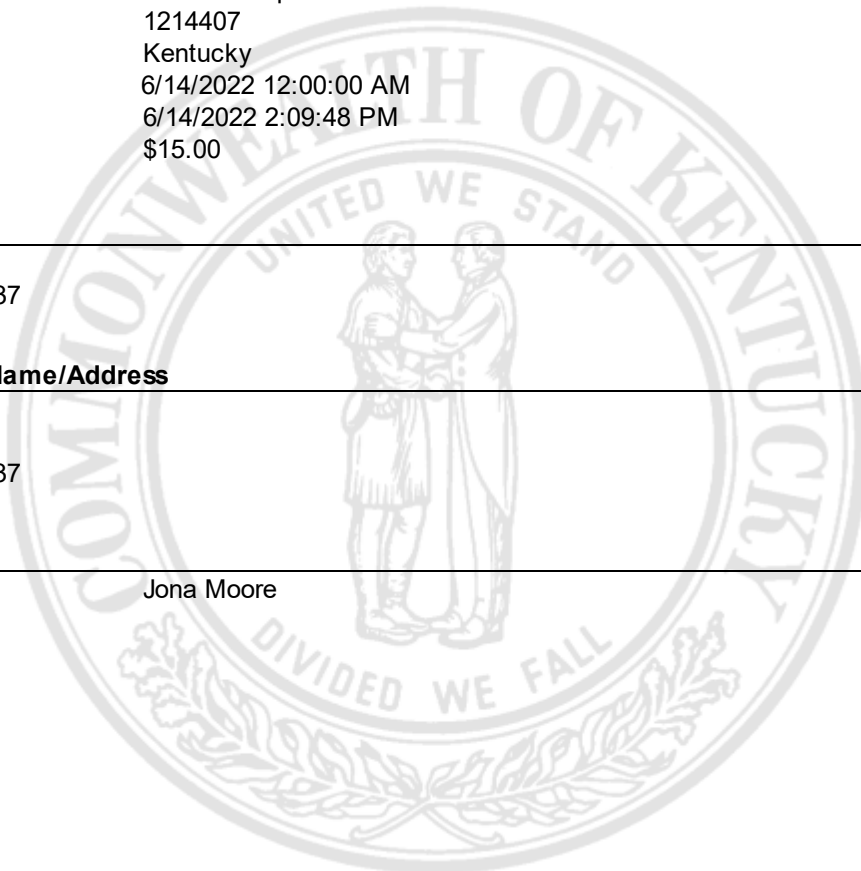 1214407
Kentucky
6/14/2022 12:00:00 AM
6/14/2022 2:09:48 PM
$15.00
COMMONWEALTH OF KENTUCKY
UNITED WE STAND
37
Name/Address
37
Jona Moore
DIVIDED WE FALL